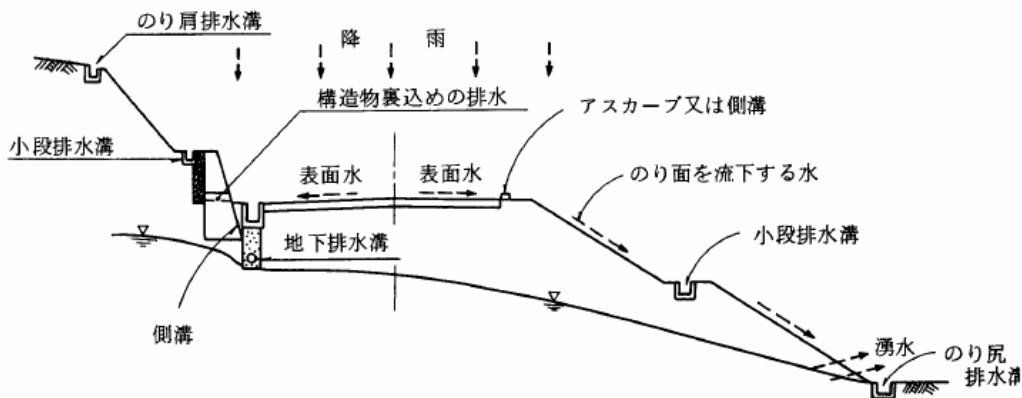 のり肩排水溝
降 雨
構造物裏込めの排水
アスカーブ又は側溝
小段排水溝
表面水
表面水
のり面を流下する水
小段排水溝
地下排水溝
側溝
湧水
のり尻
排水溝